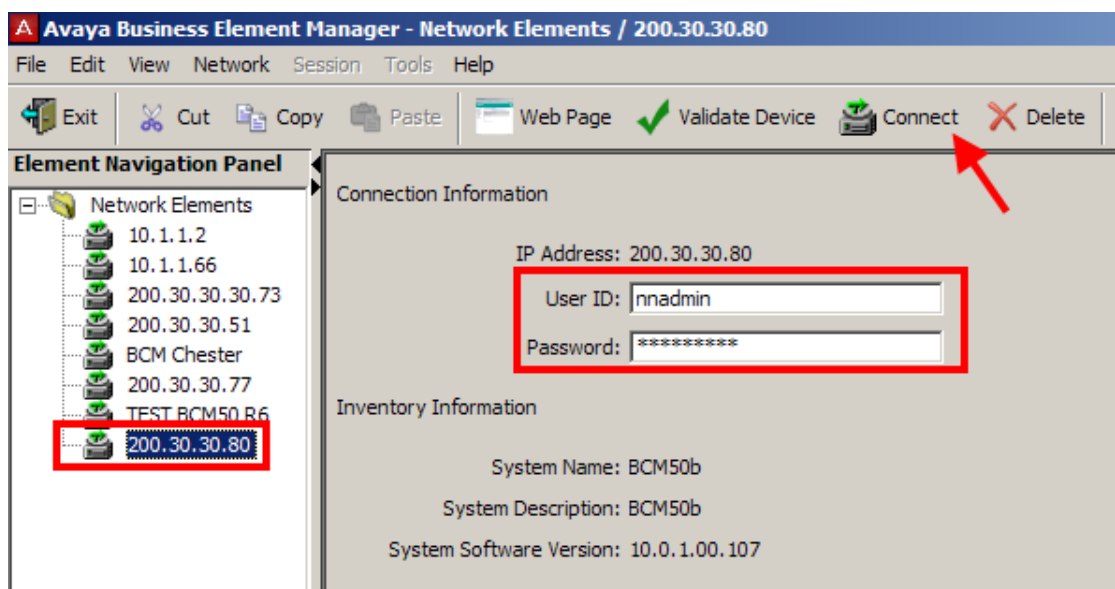 Avaya Business Element Manager - Network Elements / 200.30.30.80
File Edit View Network Session Tools Help
Exit Cut Copy Paste Web Page Validate Device Connect Delete
Element Navigation Panel
Network Elements
10.1.1.2
10.1.1.66
200.30.30.30.73
200.30.30.51
BCM Chester
200.30.30.77
TEST BCM50 R6
200.30.30.80
Connection Information
IP Address: 200.30.30.80
User ID: nnadmin
Password: *********
Inventory Information
System Name: BCM50b
System Description: BCM50b
System Software Version: 10.0.1.00.107